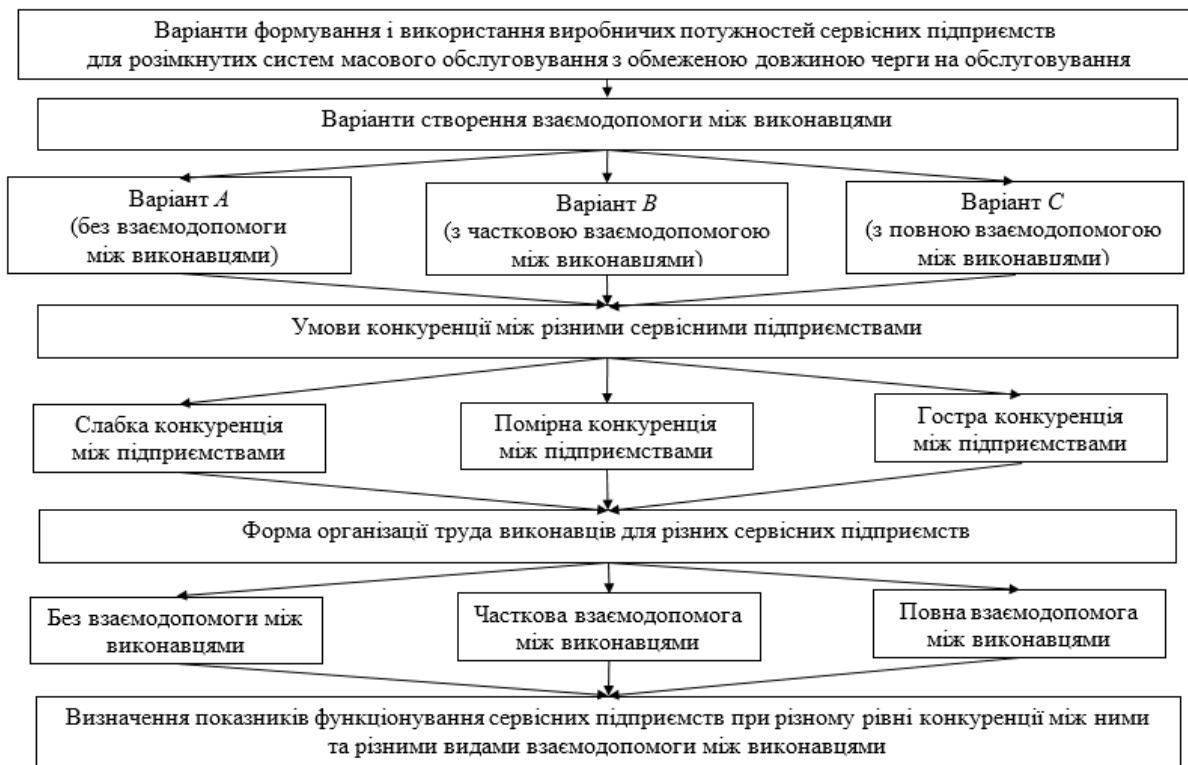 Варіанти формування і використання виробничих потужностей сервісних підприємств
для розімкнутих систем масового обслуговування з обмеженою довжиною черги на обслуговування
Варіанти створення взаємодопомоги між виконавцями
Варіант A
(без взаємодопомоги
між виконавцями)
Варіант B
(з частковою взаємодопомогою
між виконавцями)
Варіант C
(з повною взаємодопомогою
між виконавцями)
Умови конкуренції між різними сервісними підприємствами
Слабка конкуренція
між підприємствами
Помірна конкуренція
між підприємствами
Гостра конкуренція
між підприємствами
Форма організації труда виконавців для різних сервісних підприємств
Без взаємодопомоги між
виконавцями
Часткова взаємодопомога
між виконавцями
Повна взаємодопомога
між виконавцями
Визначення показників функціонування сервісних підприємств при різному рівні конкуренції між ними
та різними видами взаємодопомоги між виконавцями